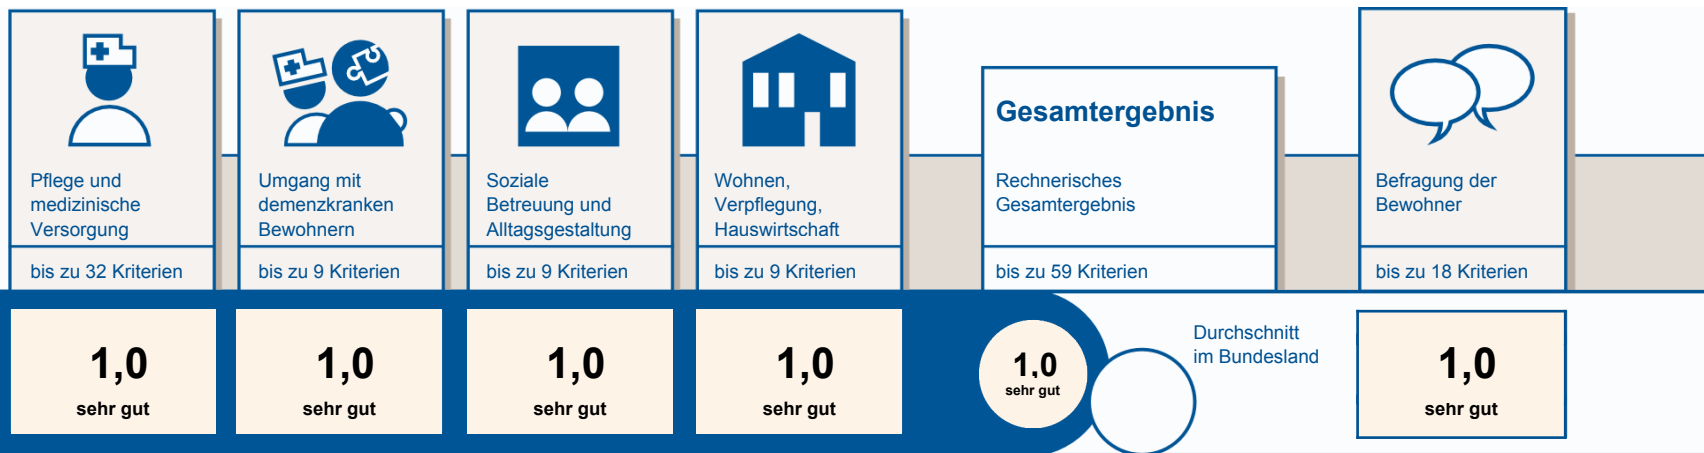 Pflege und
medizinische
Versorgung
bis zu 32 Kriterien
1,0
sehr gut
Umgang mit
demenzkranken
Bewohnern
bis zu 9 Kriterien
1,0
sehr gut
Soziale
Betreuung und
Alltagsgestaltung
bis zu 9 Kriterien
1,0
sehr gut
Wohnen,
Verpflegung,
Hauswirtschaft
bis zu 9 Kriterien
1,0
sehr gut
Gesamtergebnis
Rechnerisches
Gesamtergebnis
bis zu 59 Kriterien
1,0
sehr gut
Durchschnitt
im Bundesland
Befragung der
Bewohner
bis zu 18 Kriterien
1,0
sehr gut